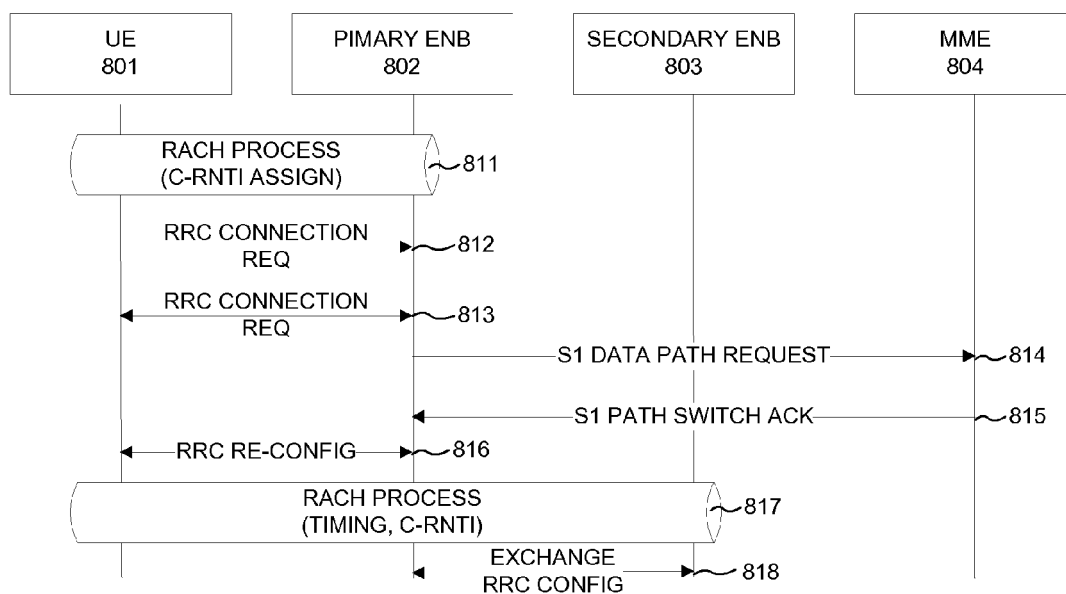 UE
801
PIMARY ENB
802
SECONDARY ENB
803
MME
804
RACH PROCESS
(C-RNTI ASSIGN)
811
RRC CONNECTION
REQ
812
RRC CONNECTION
REQ
813
S1 DATA PATH REQUEST
814
S1 PATH SWITCH ACK
815
RRC RE-CONFIG
816
RACH PROCESS
(TIMING, C-RNTI)
817
EXCHANGE
RRC CONFIG
818